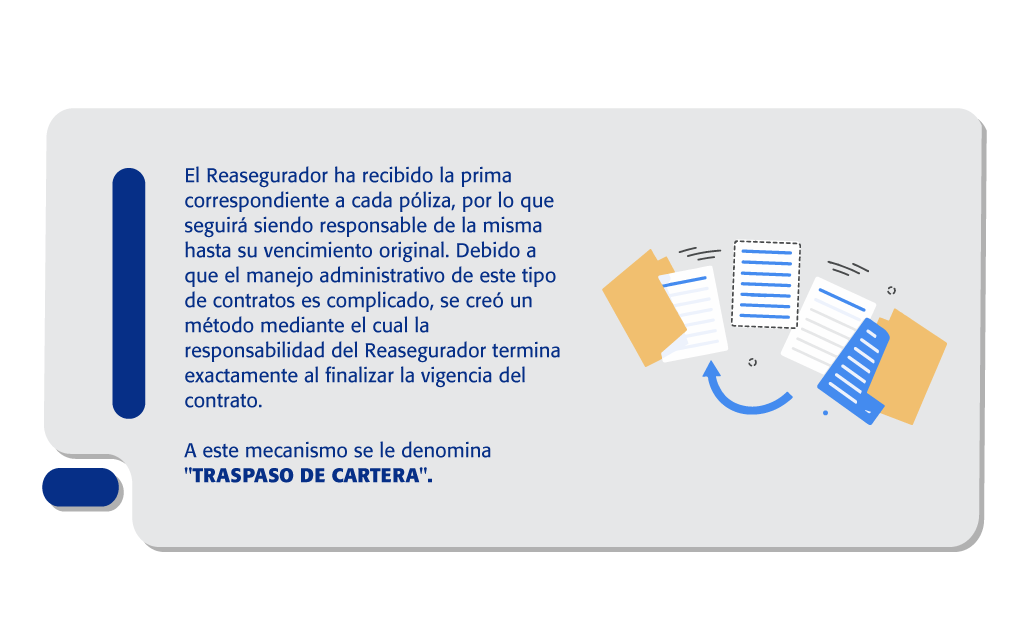 El Reasegurador ha recibido la prima
correspondiente a cada póliza, por lo que
seguirá siendo responsable de la misma
hasta su vencimiento original. Debido a
que el manejo administrativo de este tipo
de contratos es complicado, se creó un
método mediante el cual la
responsabilidad del Reasegurador termina
exactamente al finalizar la vigencia del
contrato.
A este mecanismo se le denomina
"TRASPASO DE CARTERA".